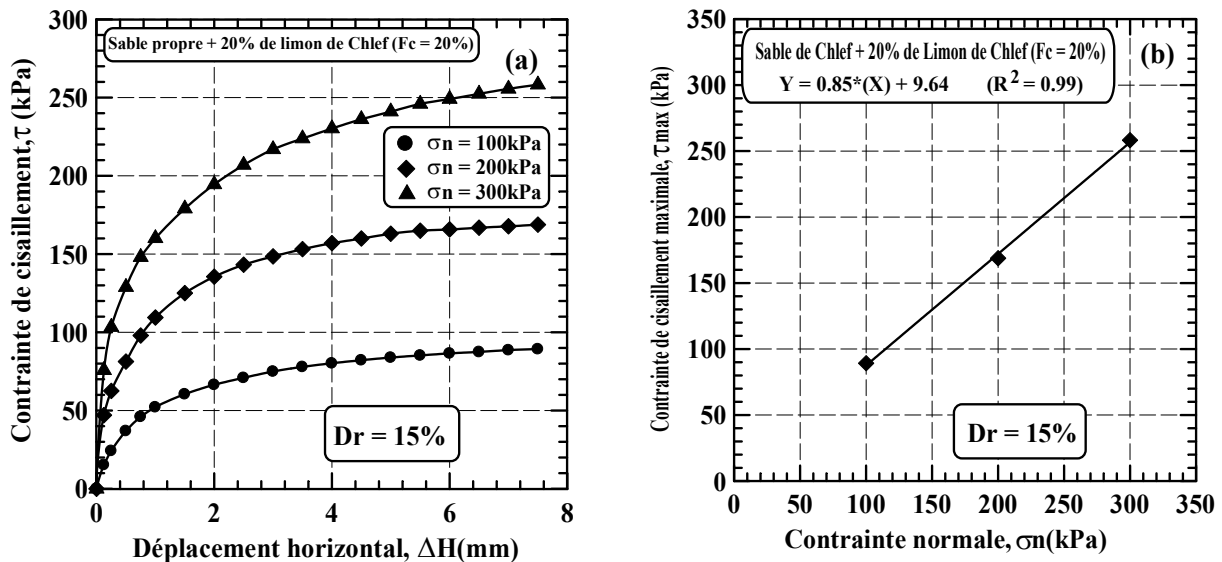 Sable propre + 20% de limon de Chlef (Fc = 20%)
(a)
σn = 100kPa
σn = 200kPa
σn = 300kPa
Dr = 15%
Contrainte de cisaillement,τ (kPa)
300
250
200
150
100
50
0
0 2 4 6 8
Déplacement horizontal, ΔH(mm)
Sable de Chlef + 20% de Limon de Chlef (Fc = 20%)
Y = 0.85*(X) + 9.64 (R² = 0.99)
(b)
Dr = 15%
Contrainte de cisaillement maximale, τmax (kPa)
350
300
250
200
150
100
50
0
0 50 100 150 200 250 300 350
Contrainte normale, σn(kPa)